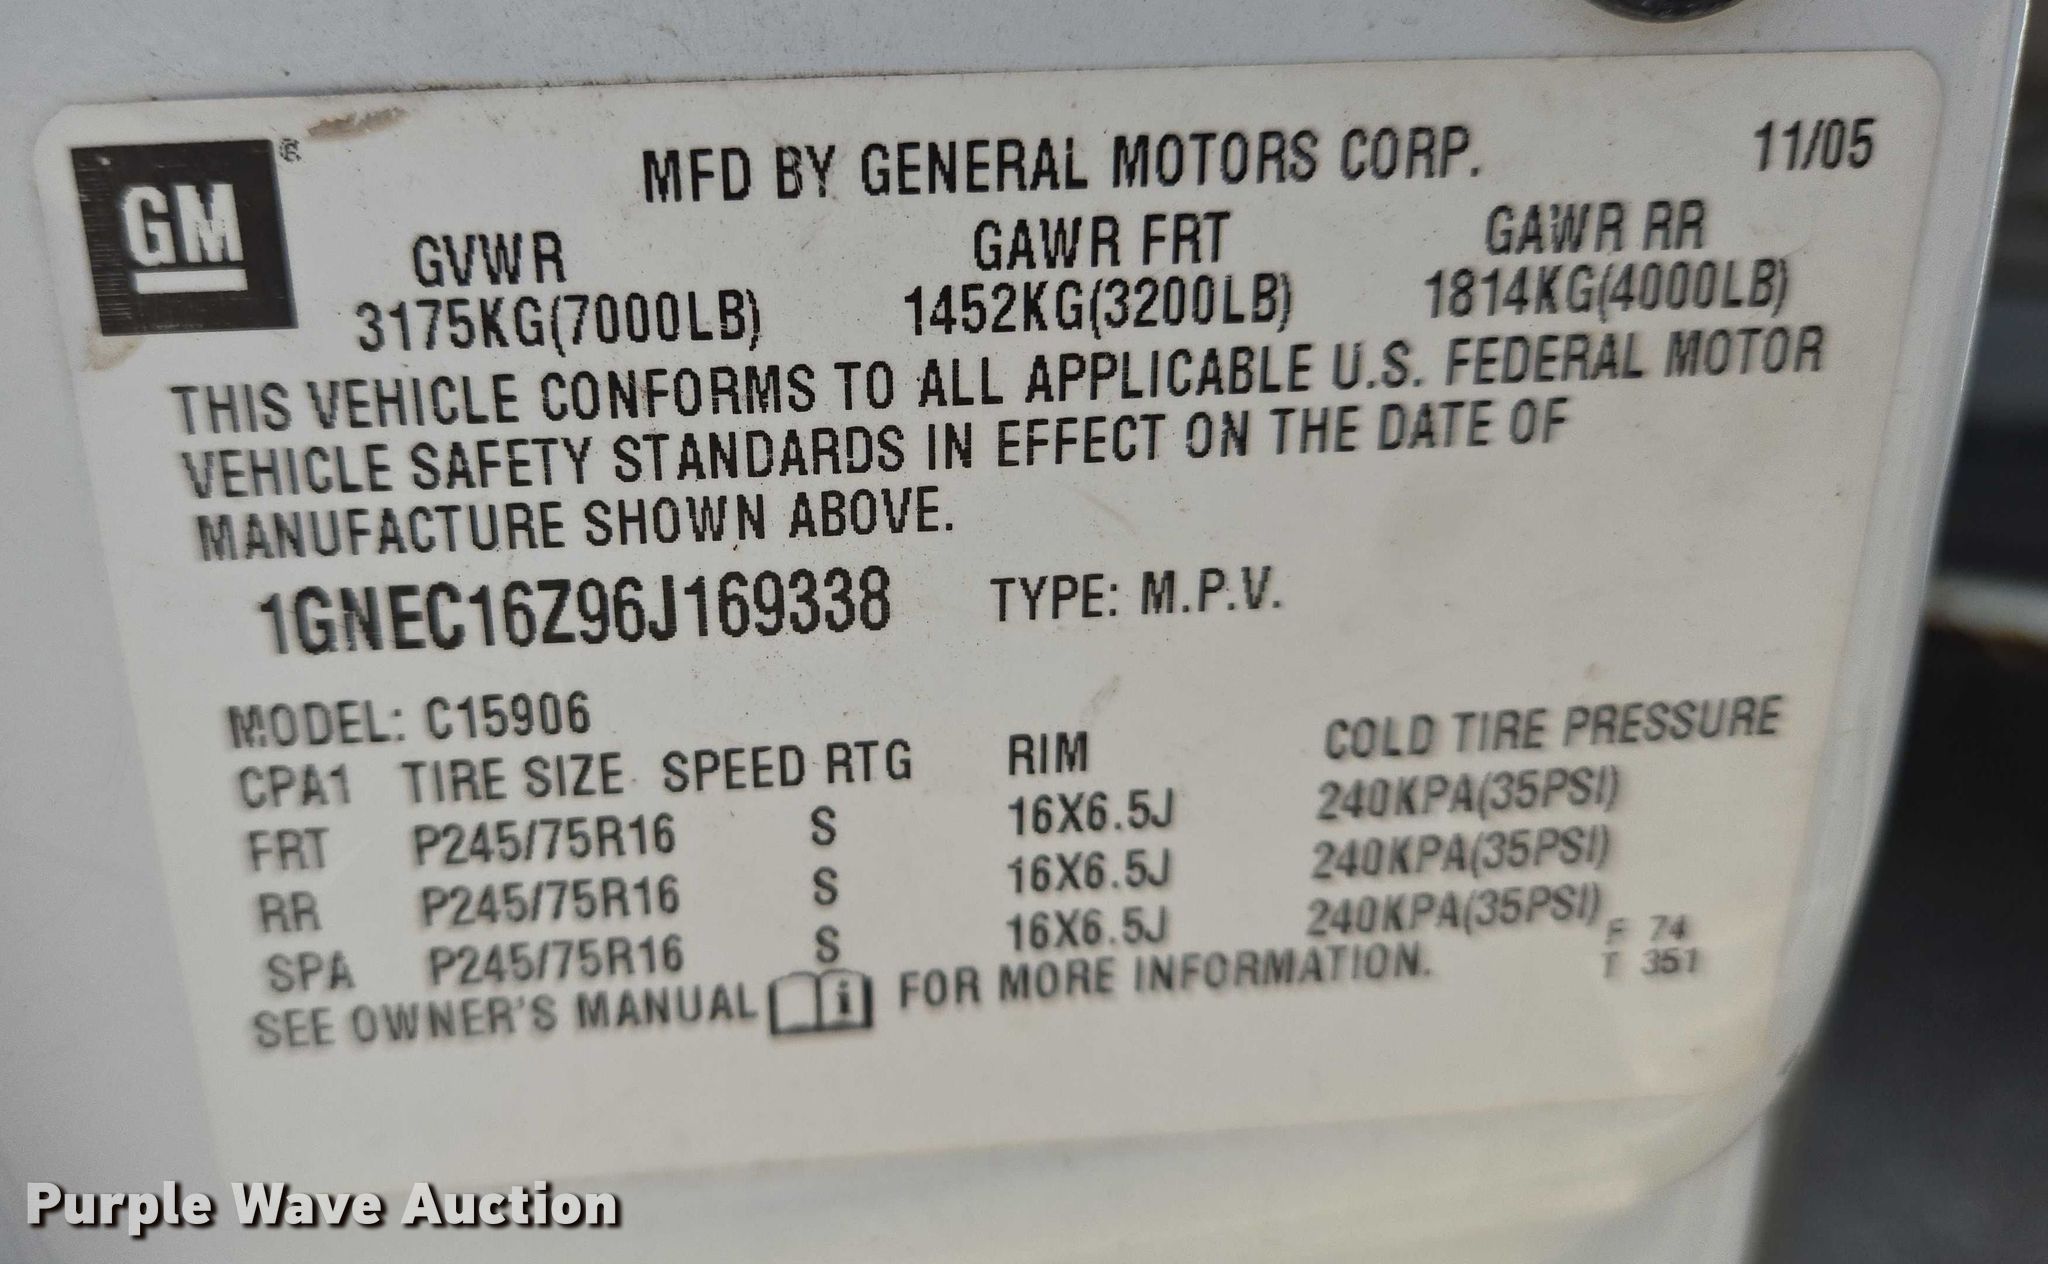 GM ®
MFD BY GENERAL MOTORS CORP. 11/05
GVWR GAWR FRT GAWR RR
3175KG(7000LB) 1452KG(3200LB) 1814KG(4000LB)
THIS VEHICLE CONFORMS TO ALL APPLICABLE U.S. FEDERAL MOTOR
VEHICLE SAFETY STANDARDS IN EFFECT ON THE DATE OF
MANUFACTURE SHOWN ABOVE.
1GNEC16Z96J169338 TYPE: M.P.V.
MODEL: C15906
CPA1 TIRE SIZE SPEED RTG RIM COLD TIRE PRESSURE
FRT P245/75R16 S 16X6.5J 240KPA(35PSI)
RR P245/75R16 S 16X6.5J 240KPA(35PSI)
SPA P245/75R16 S 16X6.5J 240KPA(35PSI)
F 74
SEE OWNER'S MANUAL i FOR MORE INFORMATION. T 351
Purple Wave Auction